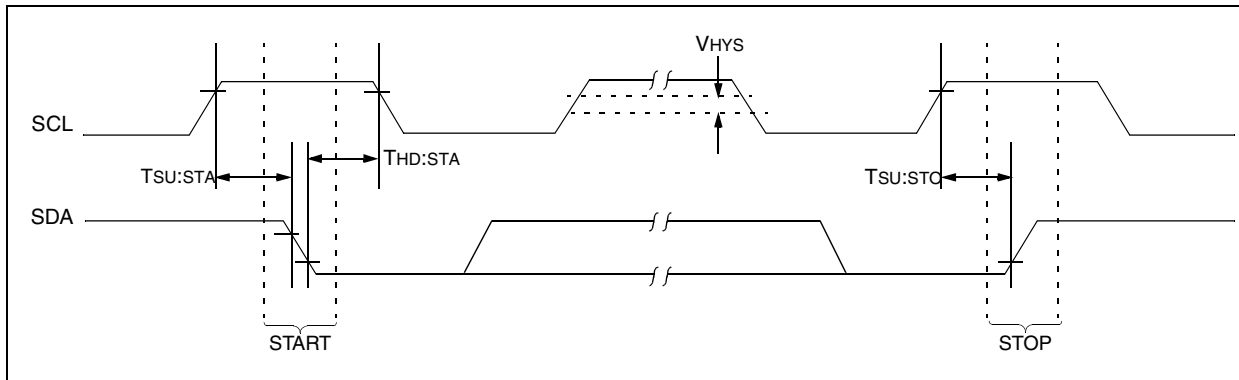 VHYS
SCL
THD:STA
TSU:STA
TSU:STO
SDA
START
STOP